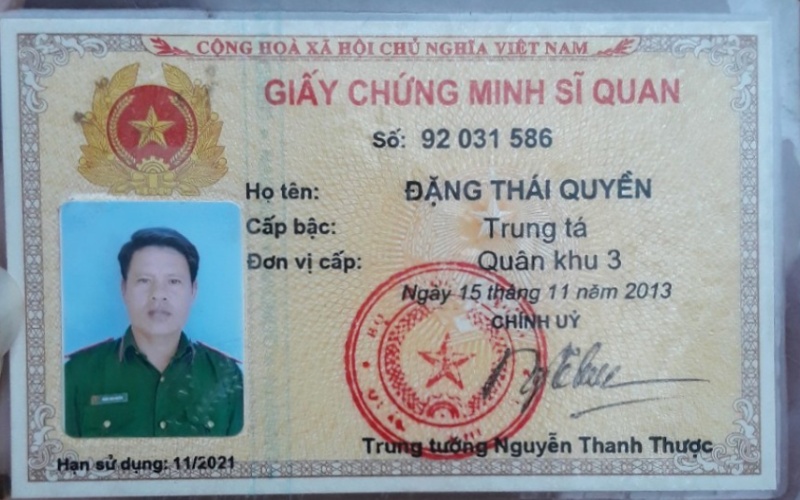 CỘNG HOÀ XÃ HỘI CHỦ NGHĨA VIỆT NAM
GIẤY CHỨNG MINH SĨ QUAN
Số: 92 031 586
Họ tên: ĐẶNG THÁI QUYỀN
Cấp bậc: Trung tá
Đơn vị cấp: Quân khu 3
Ngày 15 tháng 11 năm 2013
CHÍNH UỶ
Trung tướng Nguyễn Thanh Thược
Hạn sử dụng: 11/2021